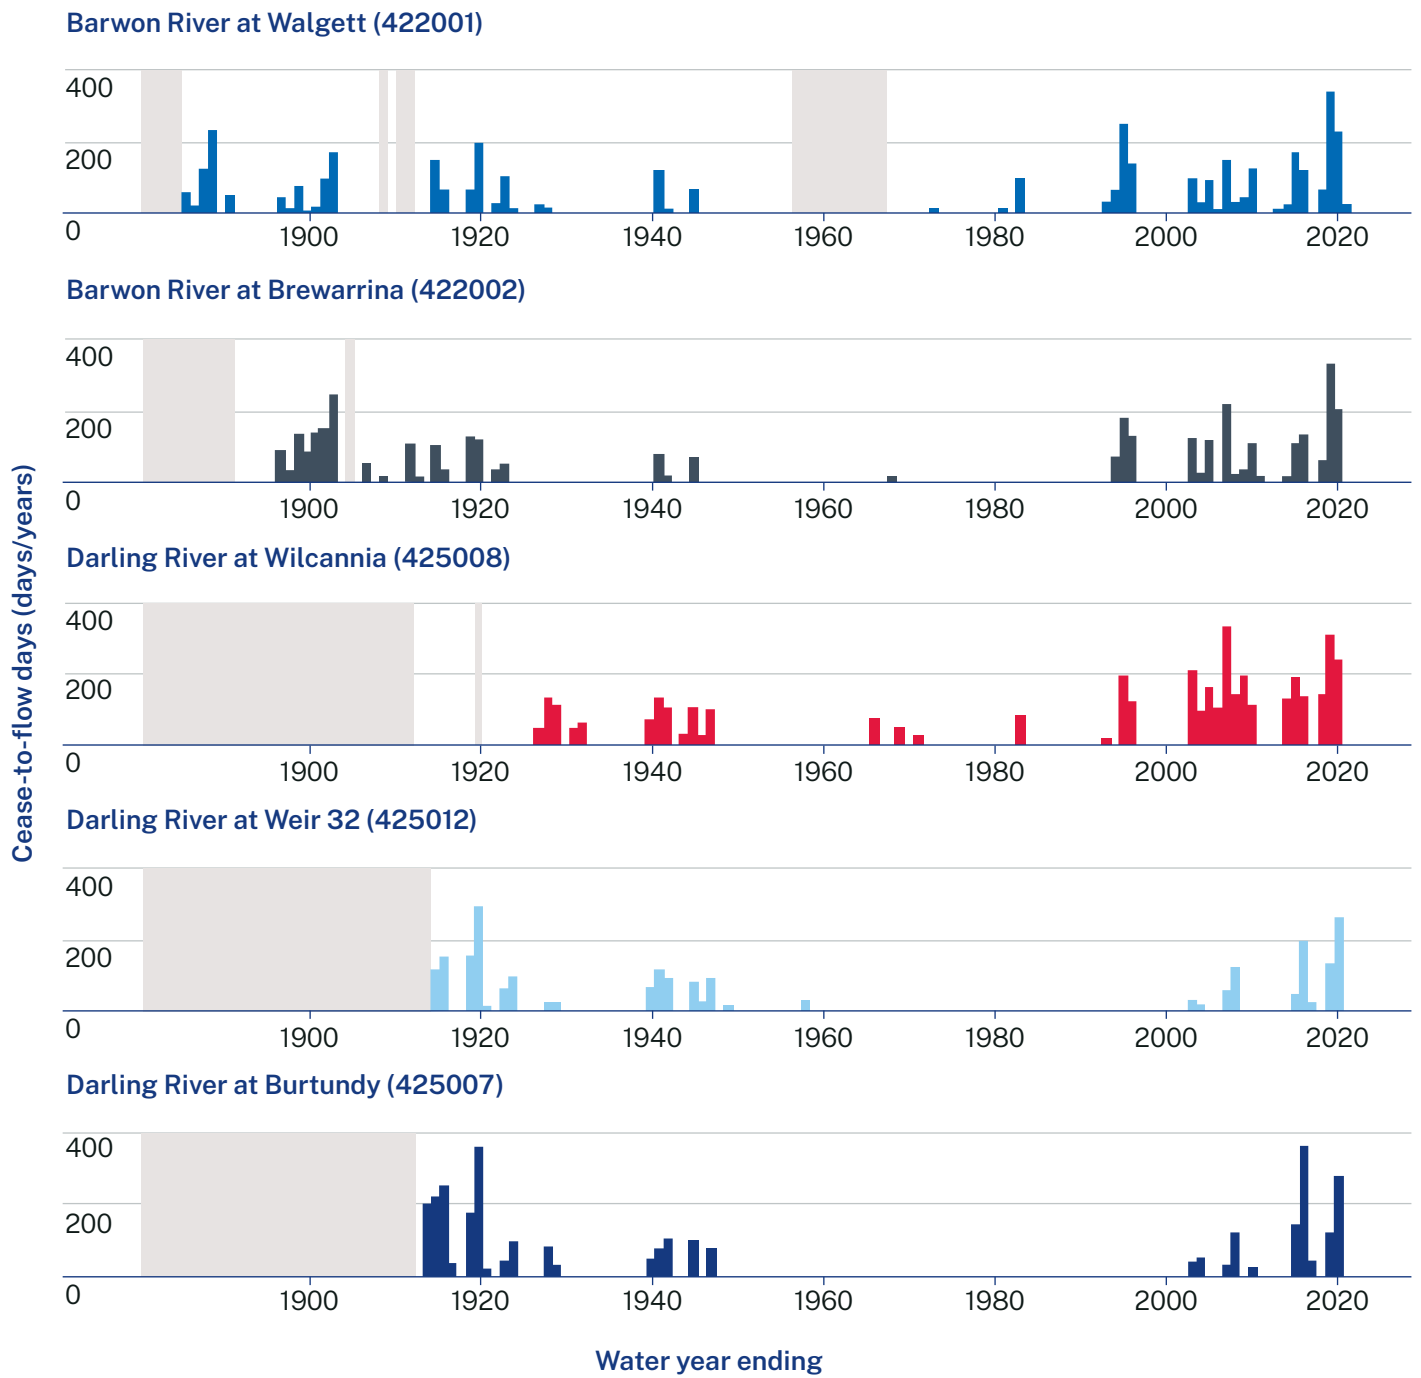 Barwon River at Walgett (422001)
400
200
0
1900 1920 1940 1960 1980 2000 2020
Barwon River at Brewarrina (422002)
400
200
0
1900 1920 1940 1960 1980 2000 2020
Darling River at Wilcannia (425008)
400
200
0
1900 1920 1940 1960 1980 2000 2020
Cease-to-flow days (days/years)
Darling River at Weir 32 (425012)
400
200
0
1900 1920 1940 1960 1980 2000 2020
Darling River at Burtundy (425007)
400
200
0
1900 1920 1940 1960 1980 2000 2020
Water year ending